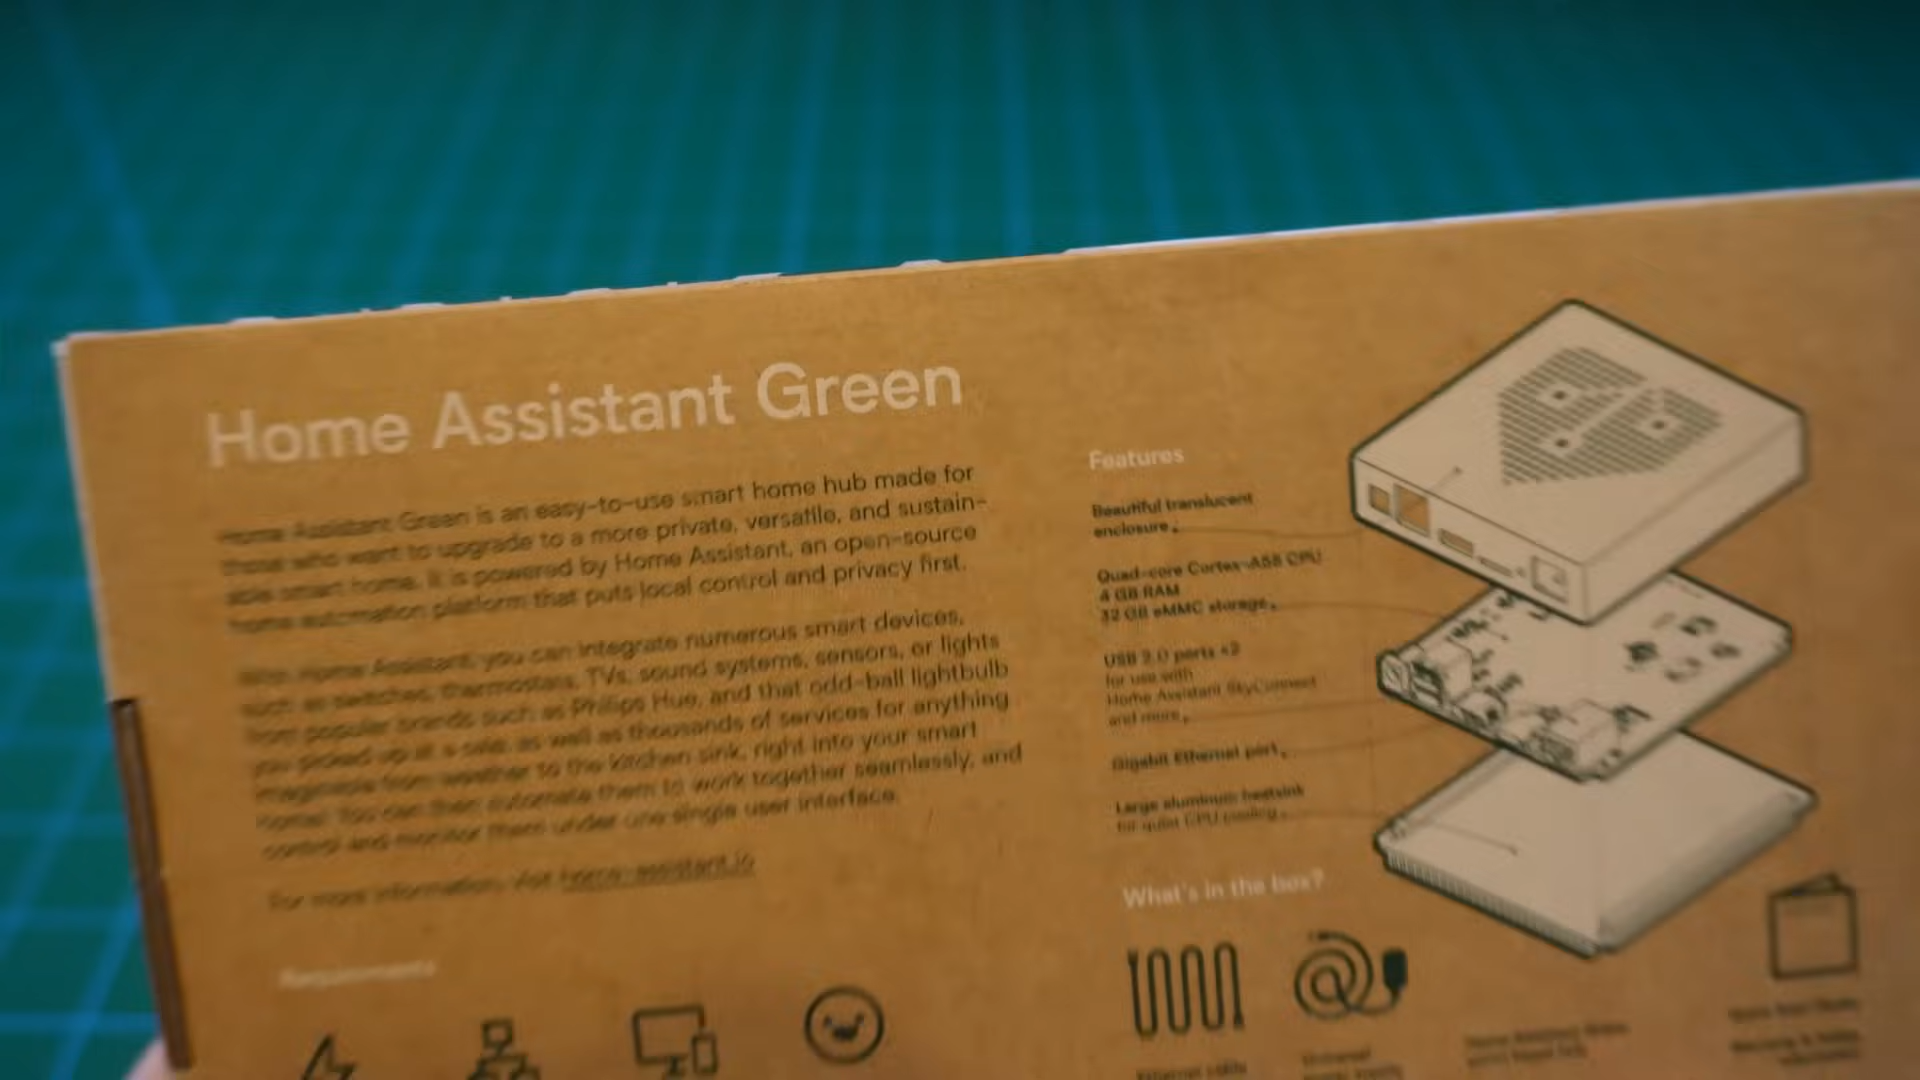 Home Assistant Green
Home Assistant Green is an easy-to-use smart home hub made for
those who want to upgrade to a more private, versatile, and sustain-
able smart home. It is powered by Home Assistant, an open-source
home automation platform that puts local control and privacy first.
With Home Assistant, you can integrate numerous smart devices,
such as switches, thermostats, TVs, sound systems, sensors, or lights
from popular brands such as Philips Hue, and that odd-ball lightbulb
you picked up at a sale, as well as thousands of services for anything
imaginable from weather to the kitchen sink, right into your smart
home! You can then automate them to work together seamlessly, and
control and monitor them under one single user interface.
For more information, visit home-assistant.io
Requirements
Features
Beautiful translucent
enclosure
Quad-core Cortex-A55 CPU
4 GB RAM
32 GB eMMC storage
USB 2.0 ports x2
for use with
Home Assistant SkyConnect
and more
Gigabit Ethernet port
Large aluminum heatsink
for quiet CPU cooling
What's in the box?
Ethernet cable
Universal